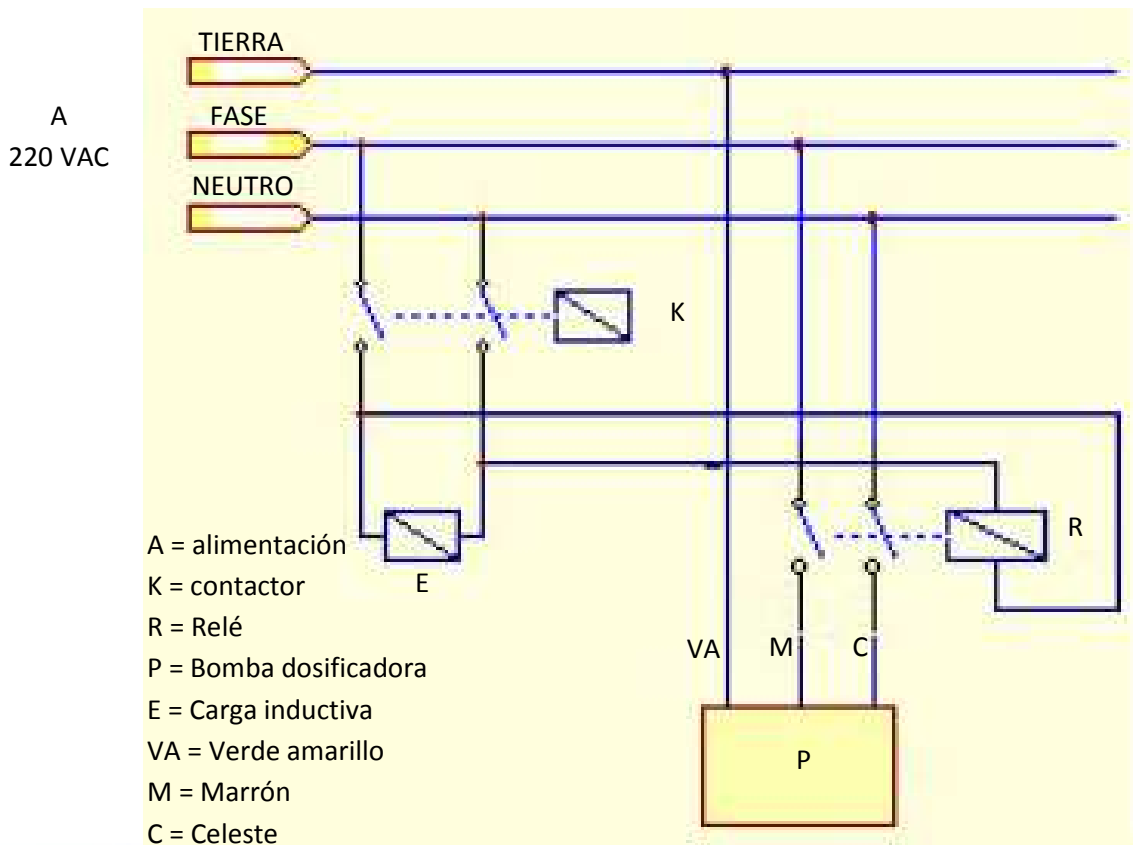 TIERRA
A
220 VAC
FASE
NEUTRO
K
R
E
A = alimentación
K = contactor
R = Relé
P = Bomba dosificadora
E = Carga inductiva
VA = Verde amarillo
M = Marrón
C = Celeste
VA
M
C
P